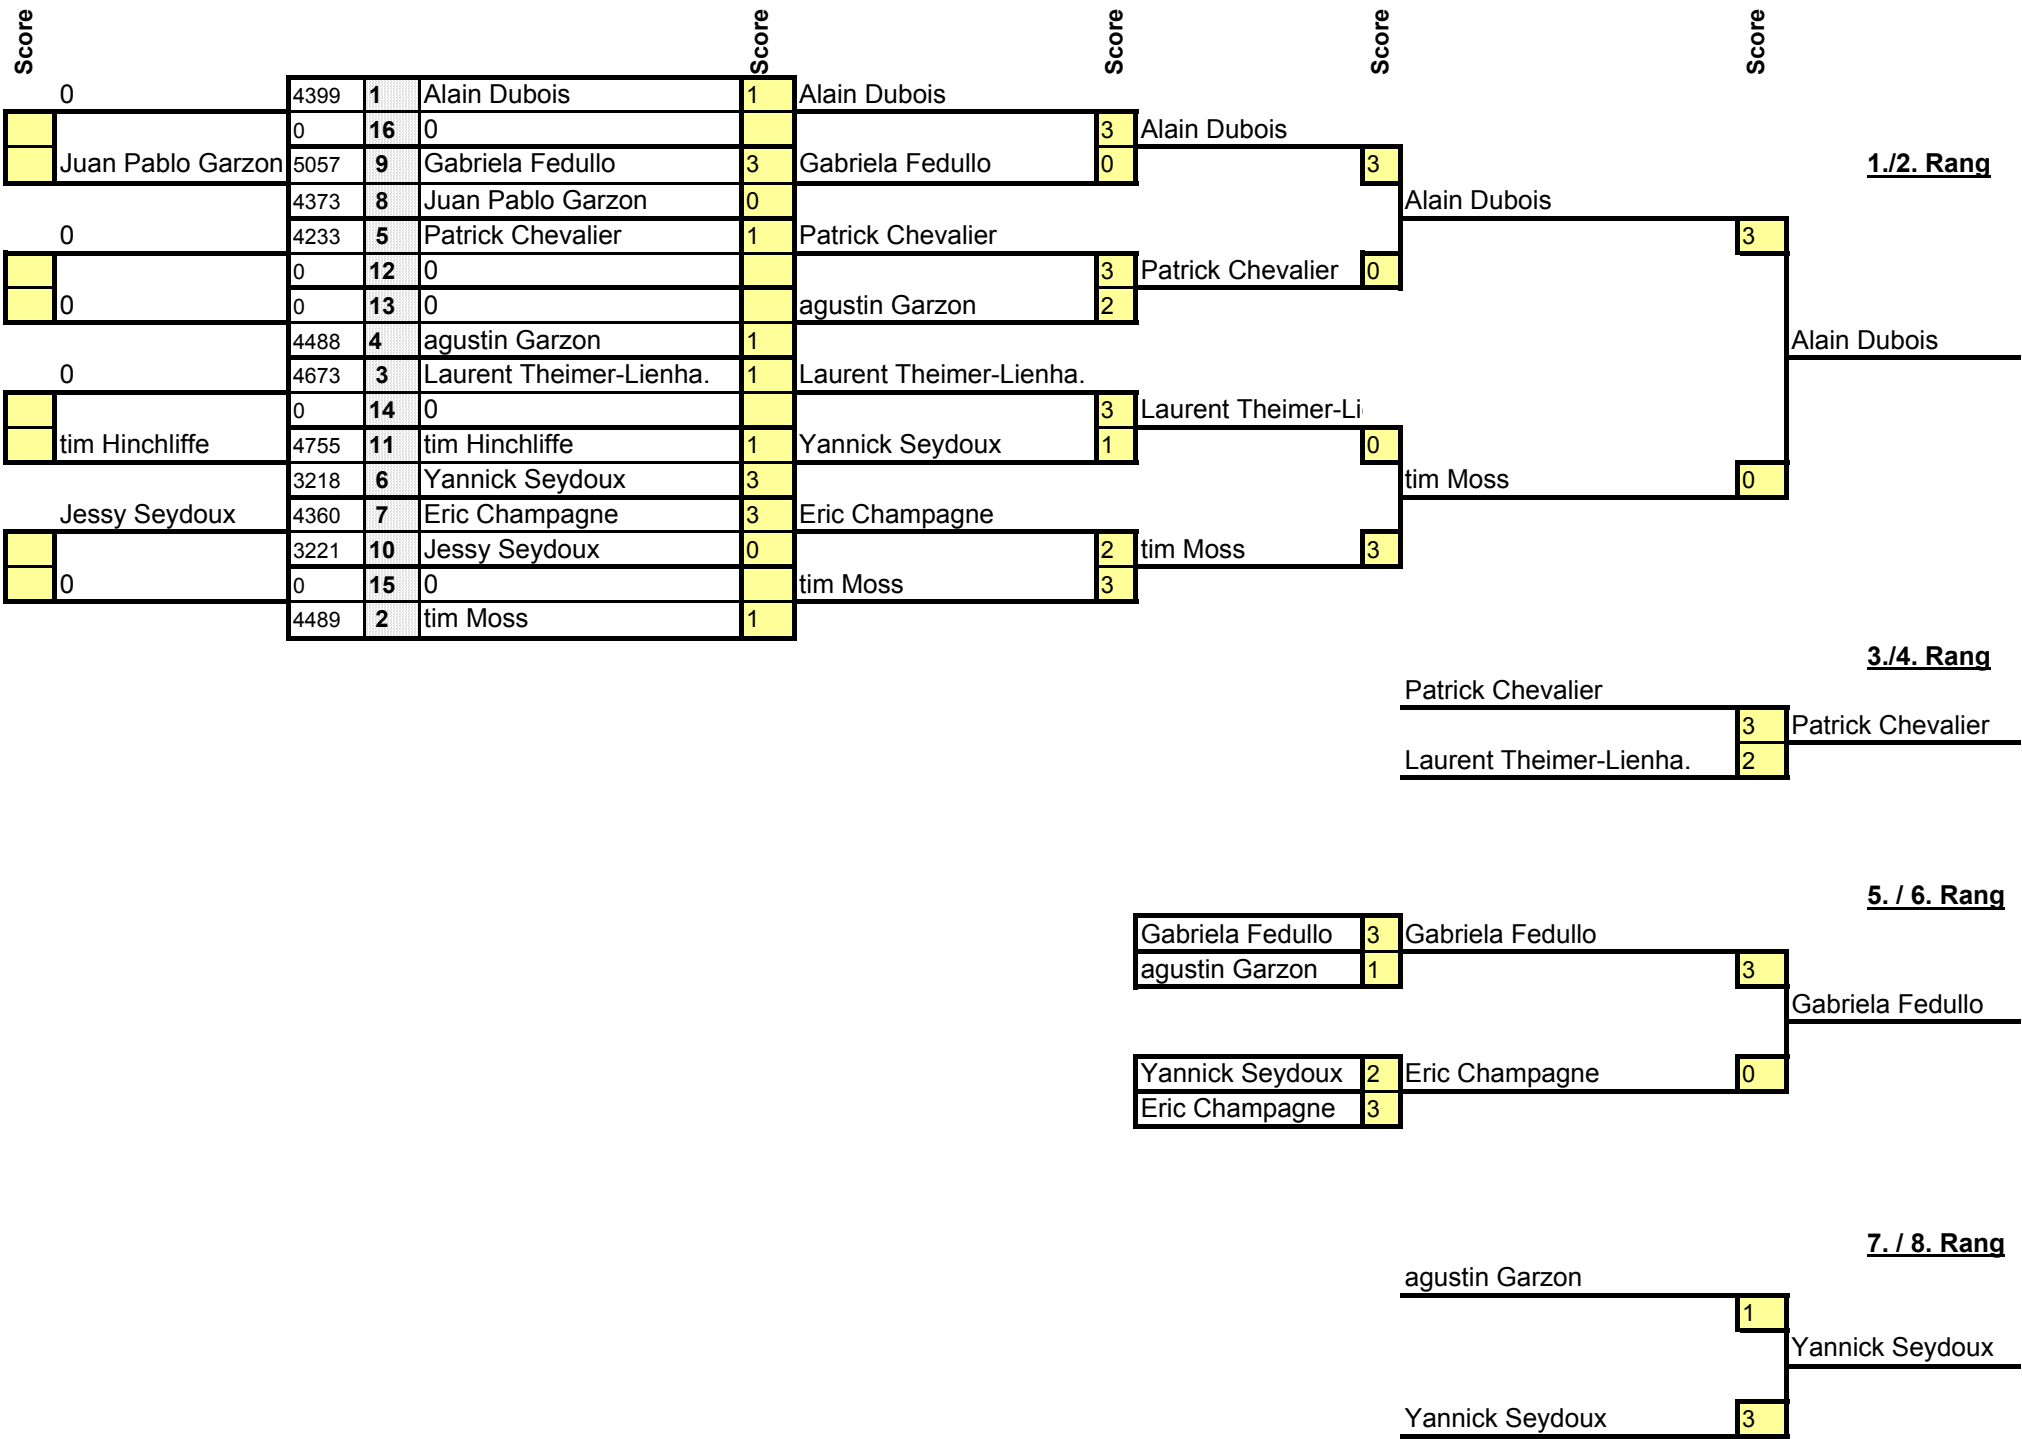 Score Score Score Score Score
0 4399 1 Alain Dubois 1 Alain Dubois
0 16 0 3 Alain Dubois
Juan Pablo Garzon 5057 9 Gabriela Fedullo 3 Gabriela Fedullo 0 3 1./2. Rang
4373 8 Juan Pablo Garzon 0 Alain Dubois
0 4233 5 Patrick Chevalier 1 Patrick Chevalier 3
0 12 0 3 Patrick Chevalier 0
0 0 13 0 agustin Garzon 2
4488 4 agustin Garzon 1 Alain Dubois
0 4673 3 Laurent Theimer-Lienha. 1 Laurent Theimer-Lienha.
0 14 0 3 Laurent Theimer-Li
tim Hinchliffe 4755 11 tim Hinchliffe 1 Yannick Seydoux 1 0
3218 6 Yannick Seydoux 3 tim Moss 0
Jessy Seydoux 4360 7 Eric Champagne 3 Eric Champagne
3221 10 Jessy Seydoux 0 2 tim Moss 3
0 0 15 0 tim Moss 3
4489 2 tim Moss 1
3./4. Rang
Patrick Chevalier
3 Patrick Chevalier
Laurent Theimer-Lienha. 2
5. / 6. Rang
Gabriela Fedullo 3 Gabriela Fedullo
agustin Garzon 1 3
Gabriela Fedullo
Yannick Seydoux 2 Eric Champagne 0
Eric Champagne 3
7. / 8. Rang
agustin Garzon
1
Yannick Seydoux
Yannick Seydoux 3